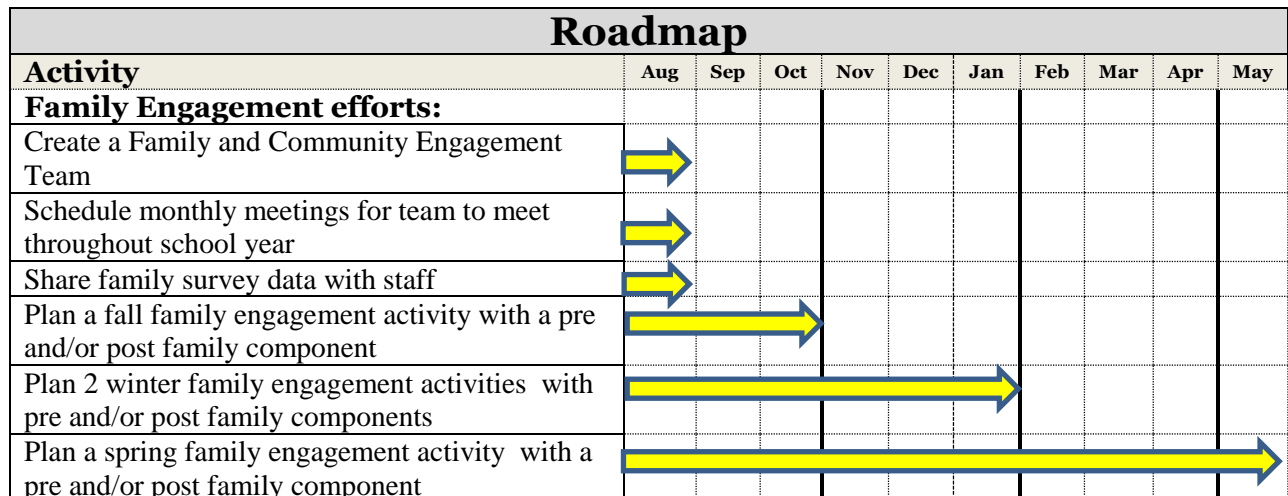 Roadmap
Activity Aug Sep Oct Nov Dec Jan Feb Mar Apr May
Family Engagement efforts:
Create a Family and Community Engagement
Team
Schedule monthly meetings for team to meet
throughout school year
Share family survey data with staff
Plan a fall family engagement activity with a pre
and/or post family component
Plan 2 winter family engagement activities with
pre and/or post family components
Plan a spring family engagement activity with a
pre and/or post family component